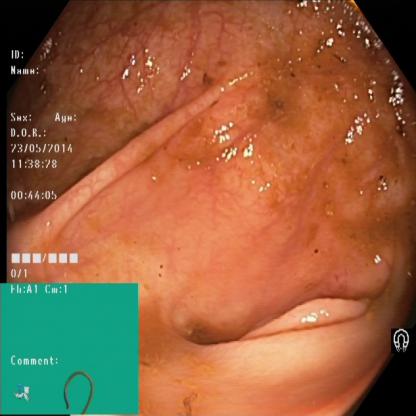 ID:
Name:
Sex: Age:
D.O.B.:
23/05/2014
11:38:28
00:44:05
■■■/■■■
0/1
Eh:A1 Cm:1
Comment: